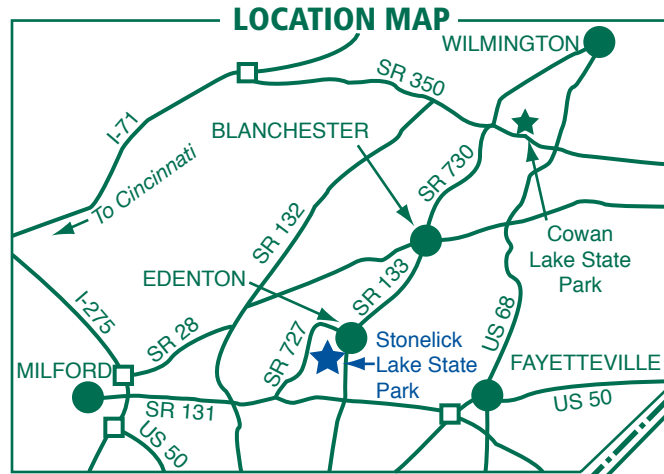 LOCATION MAP
WILMINGTON
SR 350
I-71
BLANCHESTER
To Cincinnati
SR 730
SR 132
Cowan
Lake State
Park
EDENTON
SR 133
I-275
US 68
SR 28
SR 727
Stonelick
Lake State
Park
MILFORD
FAYETTEVILLE
SR 131
US 50
US 50